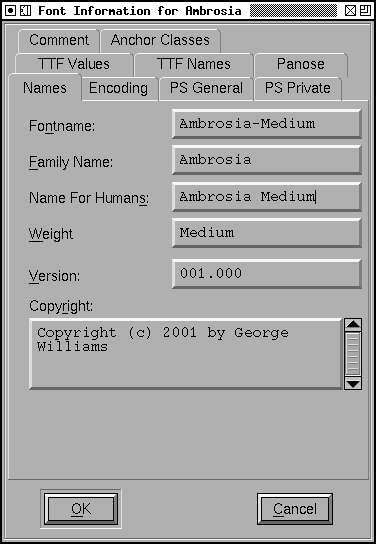 Font Information for Ambrosia
Comment
Anchor Classes
TTF Values
TTF Names
Panose
Names
Encoding
PS General
PS Private
Fontname:
Ambrosia-Medium
Family Name:
Ambrosia
Name For Humans:
Ambrosia Medium
Weight
Medium
Version:
001.000
Copyright:
Copyright (c) 2001 by George
Williams
OK
Cancel